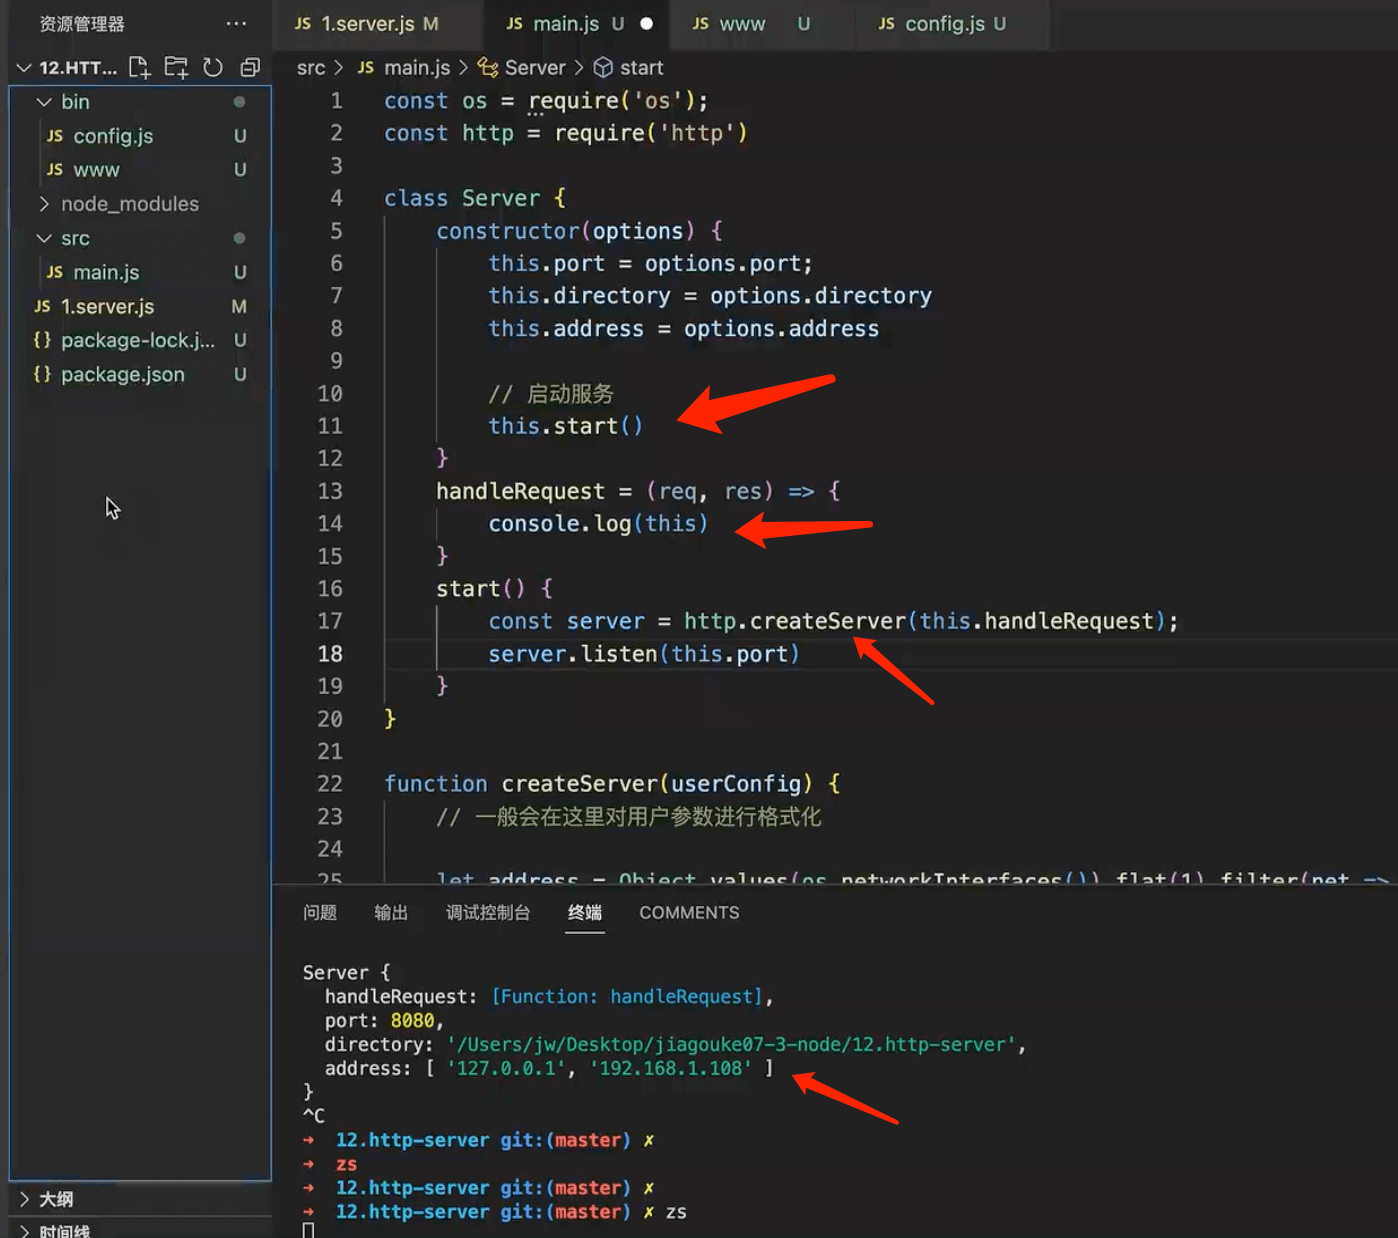 资源管理器 ···
JS 1.server.js M
JS main.js U ●
JS www U
JS config.js U
12.HTT...
src > JS main.js > Server > start
bin
JS config.js U
JS www U
node_modules
src
JS main.js U
JS 1.server.js M
{} package-lock.j... U
{} package.json U
大纲
时间线
1 const os = require('os');
2 const http = require('http')
3
4 class Server {
5 constructor(options) {
6 this.port = options.port;
7 this.directory = options.directory
8 this.address = options.address
9
10 // 启动服务
11 this.start()
12 }
13 handleRequest = (req, res) => {
14 console.log(this)
15 }
16 start() {
17 const server = http.createServer(this.handleRequest);
18 server.listen(this.port)
19 }
20 }
21
22 function createServer(userConfig) {
23 // 一般会在这里对用户参数进行格式化
24
25 let address = Object.values(os.networkInterfaces()).flat(1).filter(net =>
问题 输出 调试控制台 终端 COMMENTS
Server {
handleRequest: [Function: handleRequest],
port: 8080,
directory: '/Users/jw/Desktop/jiagouke07-3-node/12.http-server',
address: [ '127.0.0.1', '192.168.1.108' ]
}
^C
➜ 12.http-server git:(master) ✗
➜ zs
➜ 12.http-server git:(master) ✗
➜ 12.http-server git:(master) ✗ zs